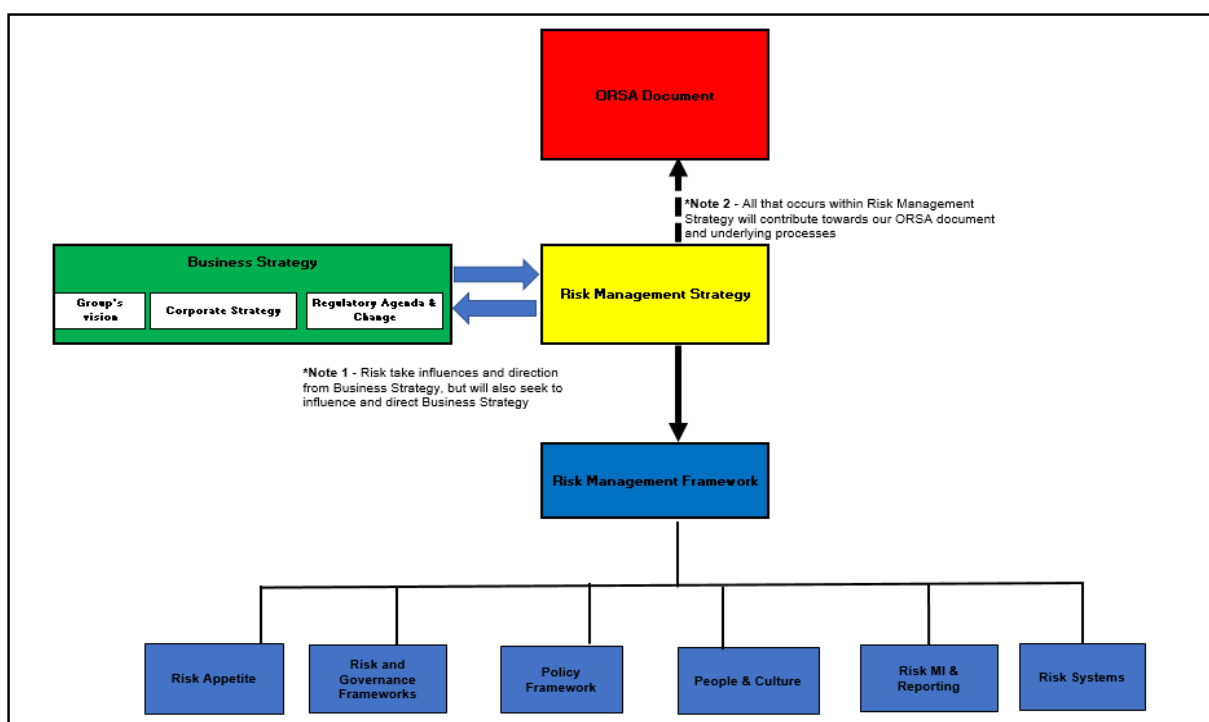 ORSA Document
*Note 2 - All that occurs within Risk Management
Strategy will contribute towards our ORSA document
and underlying processes
Business Strategy
Group's
vision
Corporate Strategy
Regulatory Agenda &
Change
Risk Management Strategy
*Note 1 - Risk take influences and direction
from Business Strategy, but will also seek to
influence and direct Business Strategy
Risk Management Framework
Risk Appetite
Risk and
Governance
Frameworks
Policy
Framework
People & Culture
Risk MI &
Reporting
Risk Systems